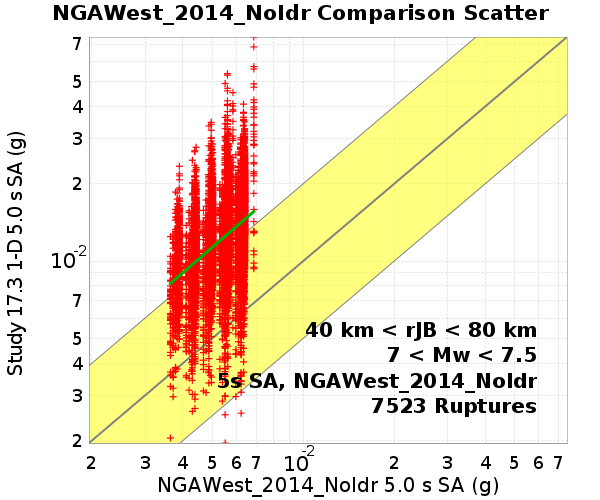 NGAWest_2014_NoIdr Comparison Scatter
7
5
4
3
2
10-2
7
5
4
3
2
Study 17.3 1-D 5.0 s SA (g)
40 km < rJB < 80 km
7 < Mw < 7.5
5s SA, NGAWest_2014_NoIdr
7523 Ruptures
2 3 4 5 6 7 10-2 2 3 4 5 6 7
NGAWest_2014_NoIdr 5.0 s SA (g)